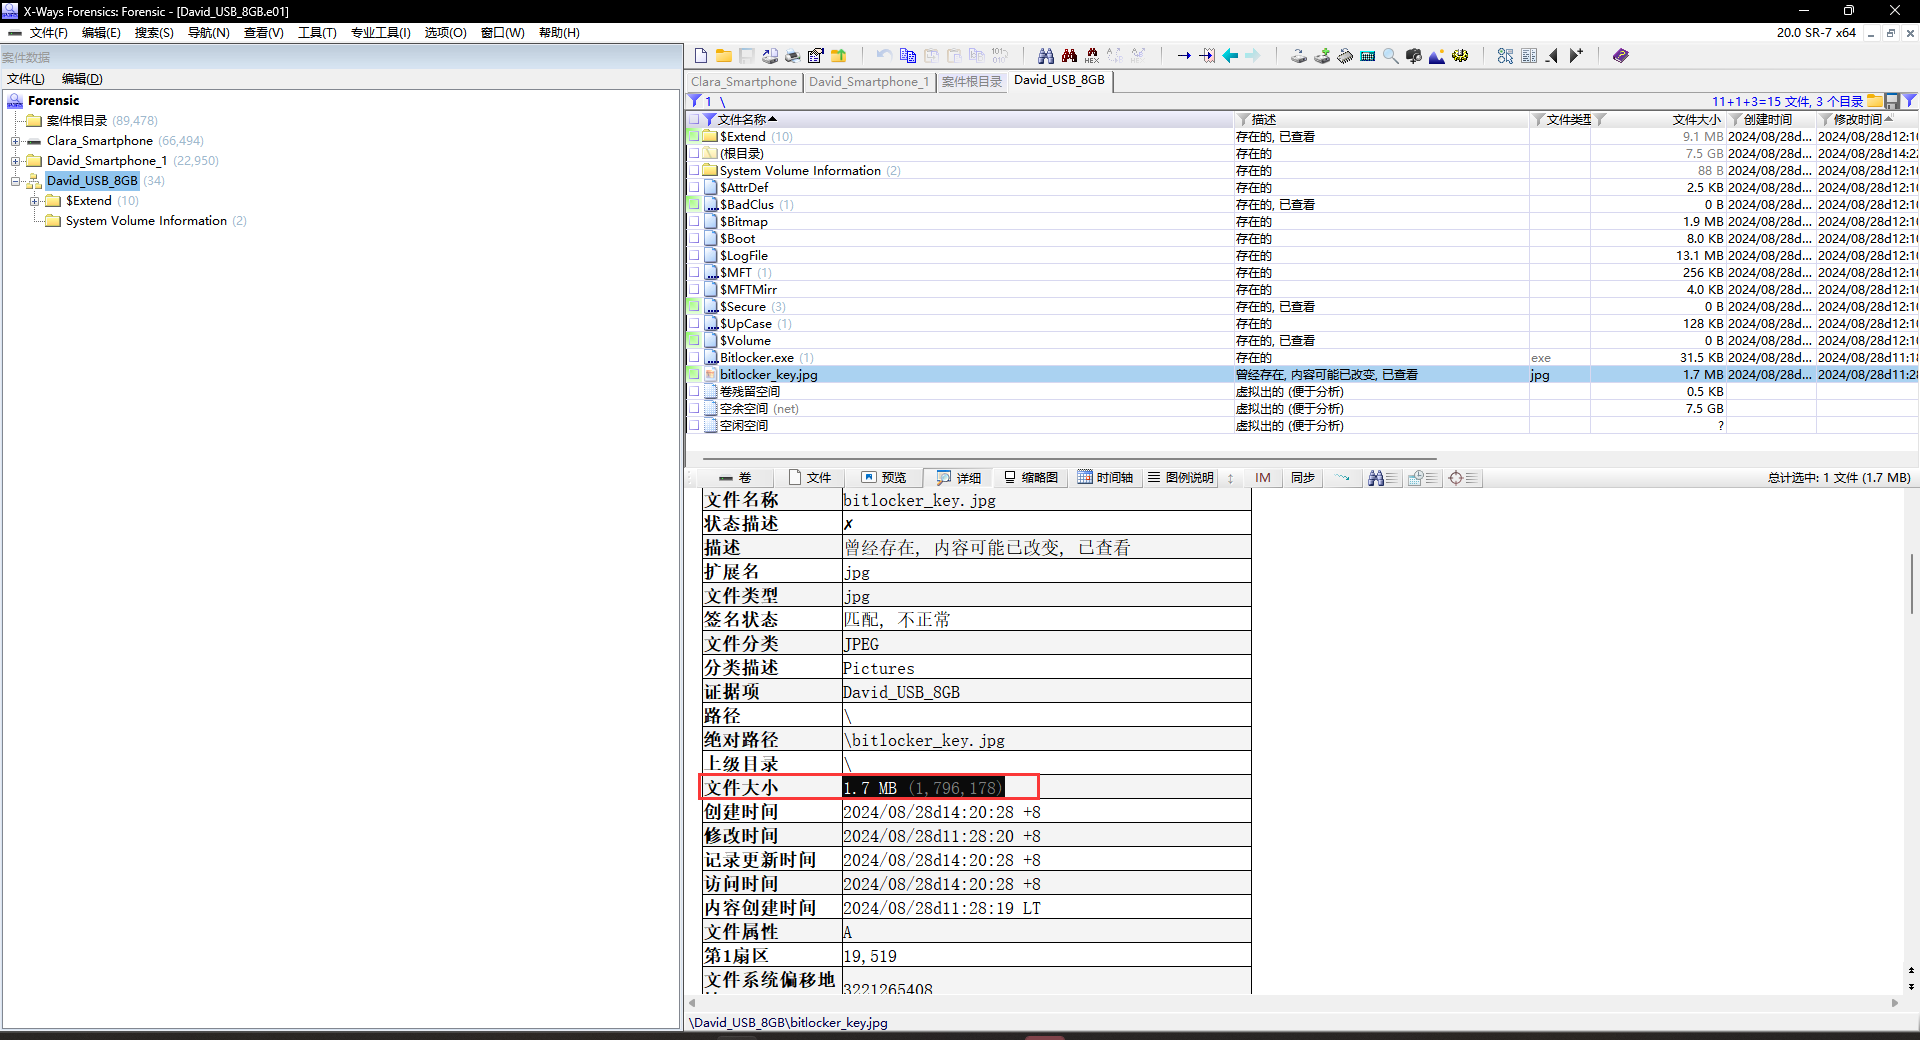 X-Ways Forensics: Forensic - [David_USB_8GB.e01]
文件(F) 编辑(E) 搜索(S) 导航(N) 查看(V) 工具(T) 专业工具(I) 选项(O) 窗口(W) 帮助(H) 20.0 SR-7 x64
案件数据
文件(L) 编辑(D)
Forensic
案件根目录 (89,478)
Clara_Smartphone (66,494)
David_Smartphone_1 (22,950)
David_USB_8GB (34)
$Extend (10)
System Volume Information (2)
Clara_Smartphone David_Smartphone_1 案件根目录 David_USB_8GB
1 \ 11+1+3=15 文件, 3 个目录
文件名称 描述 文件类型 文件大小 创建时间 修改时间
$Extend (10) 存在的, 已查看 9.1 MB 2024/08/28d... 2024/08/28d12:1
(根目录) 存在的 7.5 GB 2024/08/28d... 2024/08/28d14:2
System Volume Information (2) 存在的 88 B 2024/08/28d... 2024/08/28d12:1
$AttrDef 存在的 2.5 KB 2024/08/28d... 2024/08/28d12:1
$BadClus (1) 存在的, 已查看 0 B 2024/08/28d... 2024/08/28d12:1
$Bitmap 存在的 1.9 MB 2024/08/28d... 2024/08/28d12:1
$Boot 存在的 8.0 KB 2024/08/28d... 2024/08/28d12:1
$LogFile 存在的 13.1 MB 2024/08/28d... 2024/08/28d12:1
$MFT (1) 存在的 256 KB 2024/08/28d... 2024/08/28d12:1
$MFTMirr 存在的 4.0 KB 2024/08/28d... 2024/08/28d12:1
$Secure (3) 存在的, 已查看 0 B 2024/08/28d... 2024/08/28d12:1
$UpCase (1) 存在的 128 KB 2024/08/28d... 2024/08/28d12:1
$Volume 存在的, 已查看 0 B 2024/08/28d... 2024/08/28d12:1
Bitlocker.exe (1) 存在的 exe 31.5 KB 2024/08/28d... 2024/08/28d11:1
bitlocker_key.jpg 曾经存在, 内容可能已改变, 已查看 jpg 1.7 MB 2024/08/28d... 2024/08/28d11:2
卷残留空间 虚拟出的 (便于分析) 0.5 KB
空余空间 (net) 虚拟出的 (便于分析) 7.5 GB
空闲空间 虚拟出的 (便于分析) ?
卷 文件 预览 详细 缩略图 时间轴 图例说明 IM 同步 总计选中: 1 文件 (1.7 MB)
文件名称 bitlocker_key.jpg
状态描述 ✗
描述 曾经存在, 内容可能已改变, 已查看
扩展名 jpg
文件类型 jpg
签名状态 匹配, 不正常
文件分类 JPEG
分类描述 Pictures
证据项 David_USB_8GB
路径 \
绝对路径 \bitlocker_key.jpg
上级目录 \
文件大小 1.7 MB (1,796,178)
创建时间 2024/08/28d14:20:28 +8
修改时间 2024/08/28d11:28:20 +8
记录更新时间 2024/08/28d14:20:28 +8
访问时间 2024/08/28d14:20:28 +8
内容创建时间 2024/08/28d11:28:19 LT
文件属性 A
第1扇区 19,519
文件系统偏移地 3221265408
\David_USB_8GB\bitlocker_key.jpg